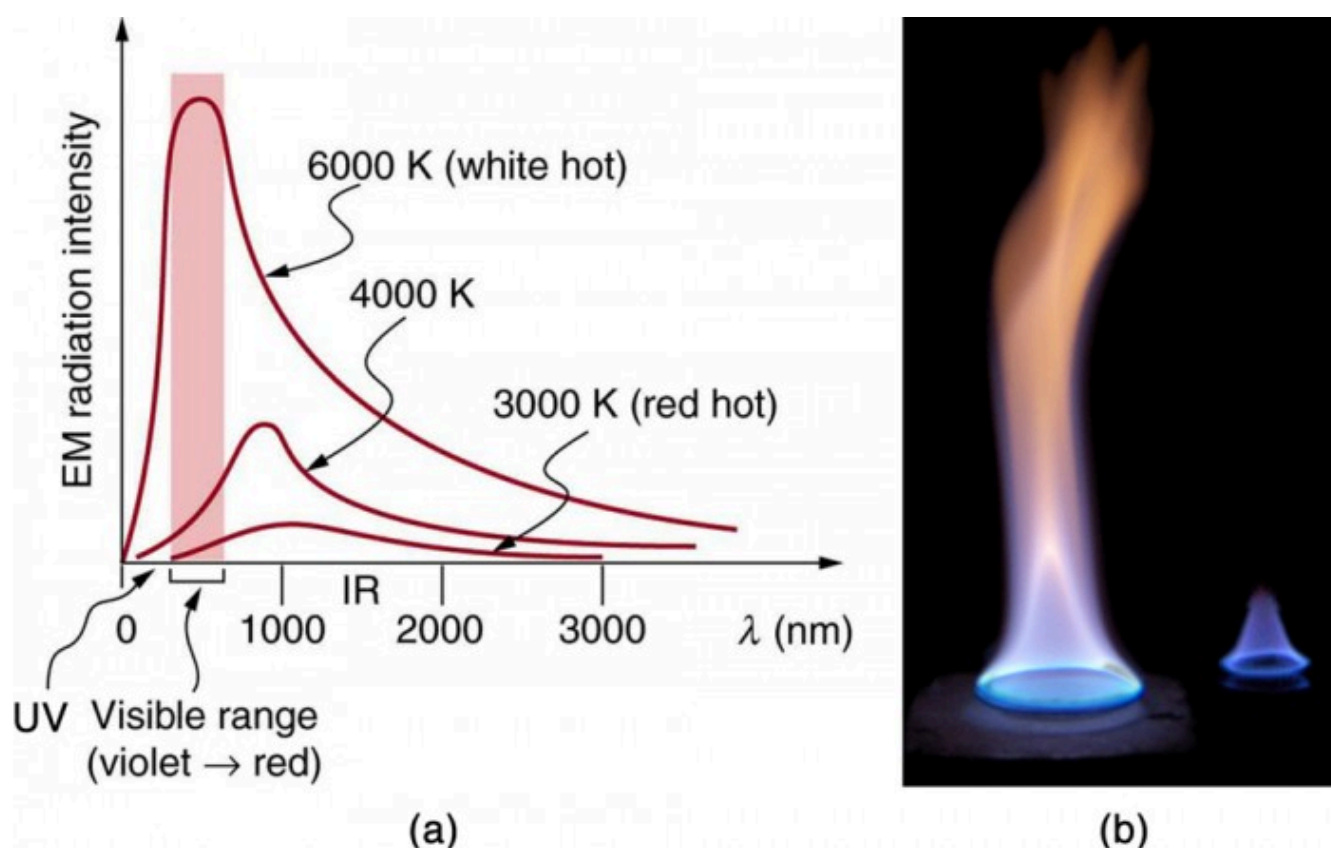 EM radiation intensity
6000 K (white hot)
4000 K
3000 K (red hot)
IR
0 1000 2000 3000 λ (nm)
UV Visible range
(violet → red)
(a) (b)